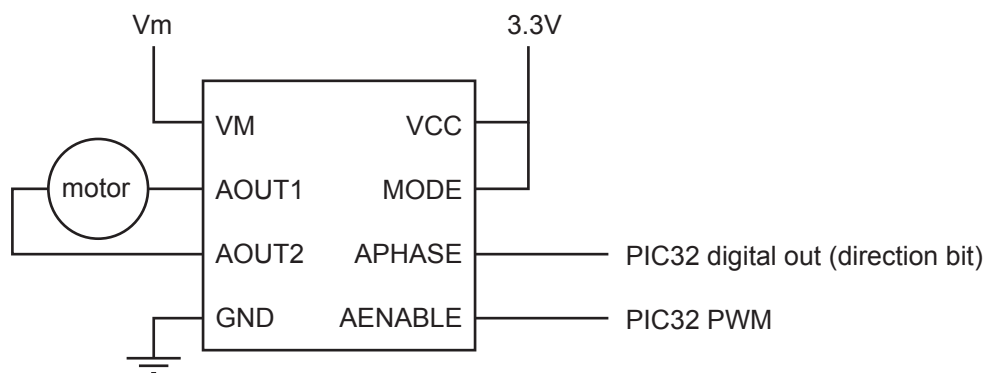 Vm
3.3V
VM
VCC
motor
AOUT1
MODE
AOUT2
APHASE
PIC32 digital out (direction bit)
GND
AENABLE
PIC32 PWM